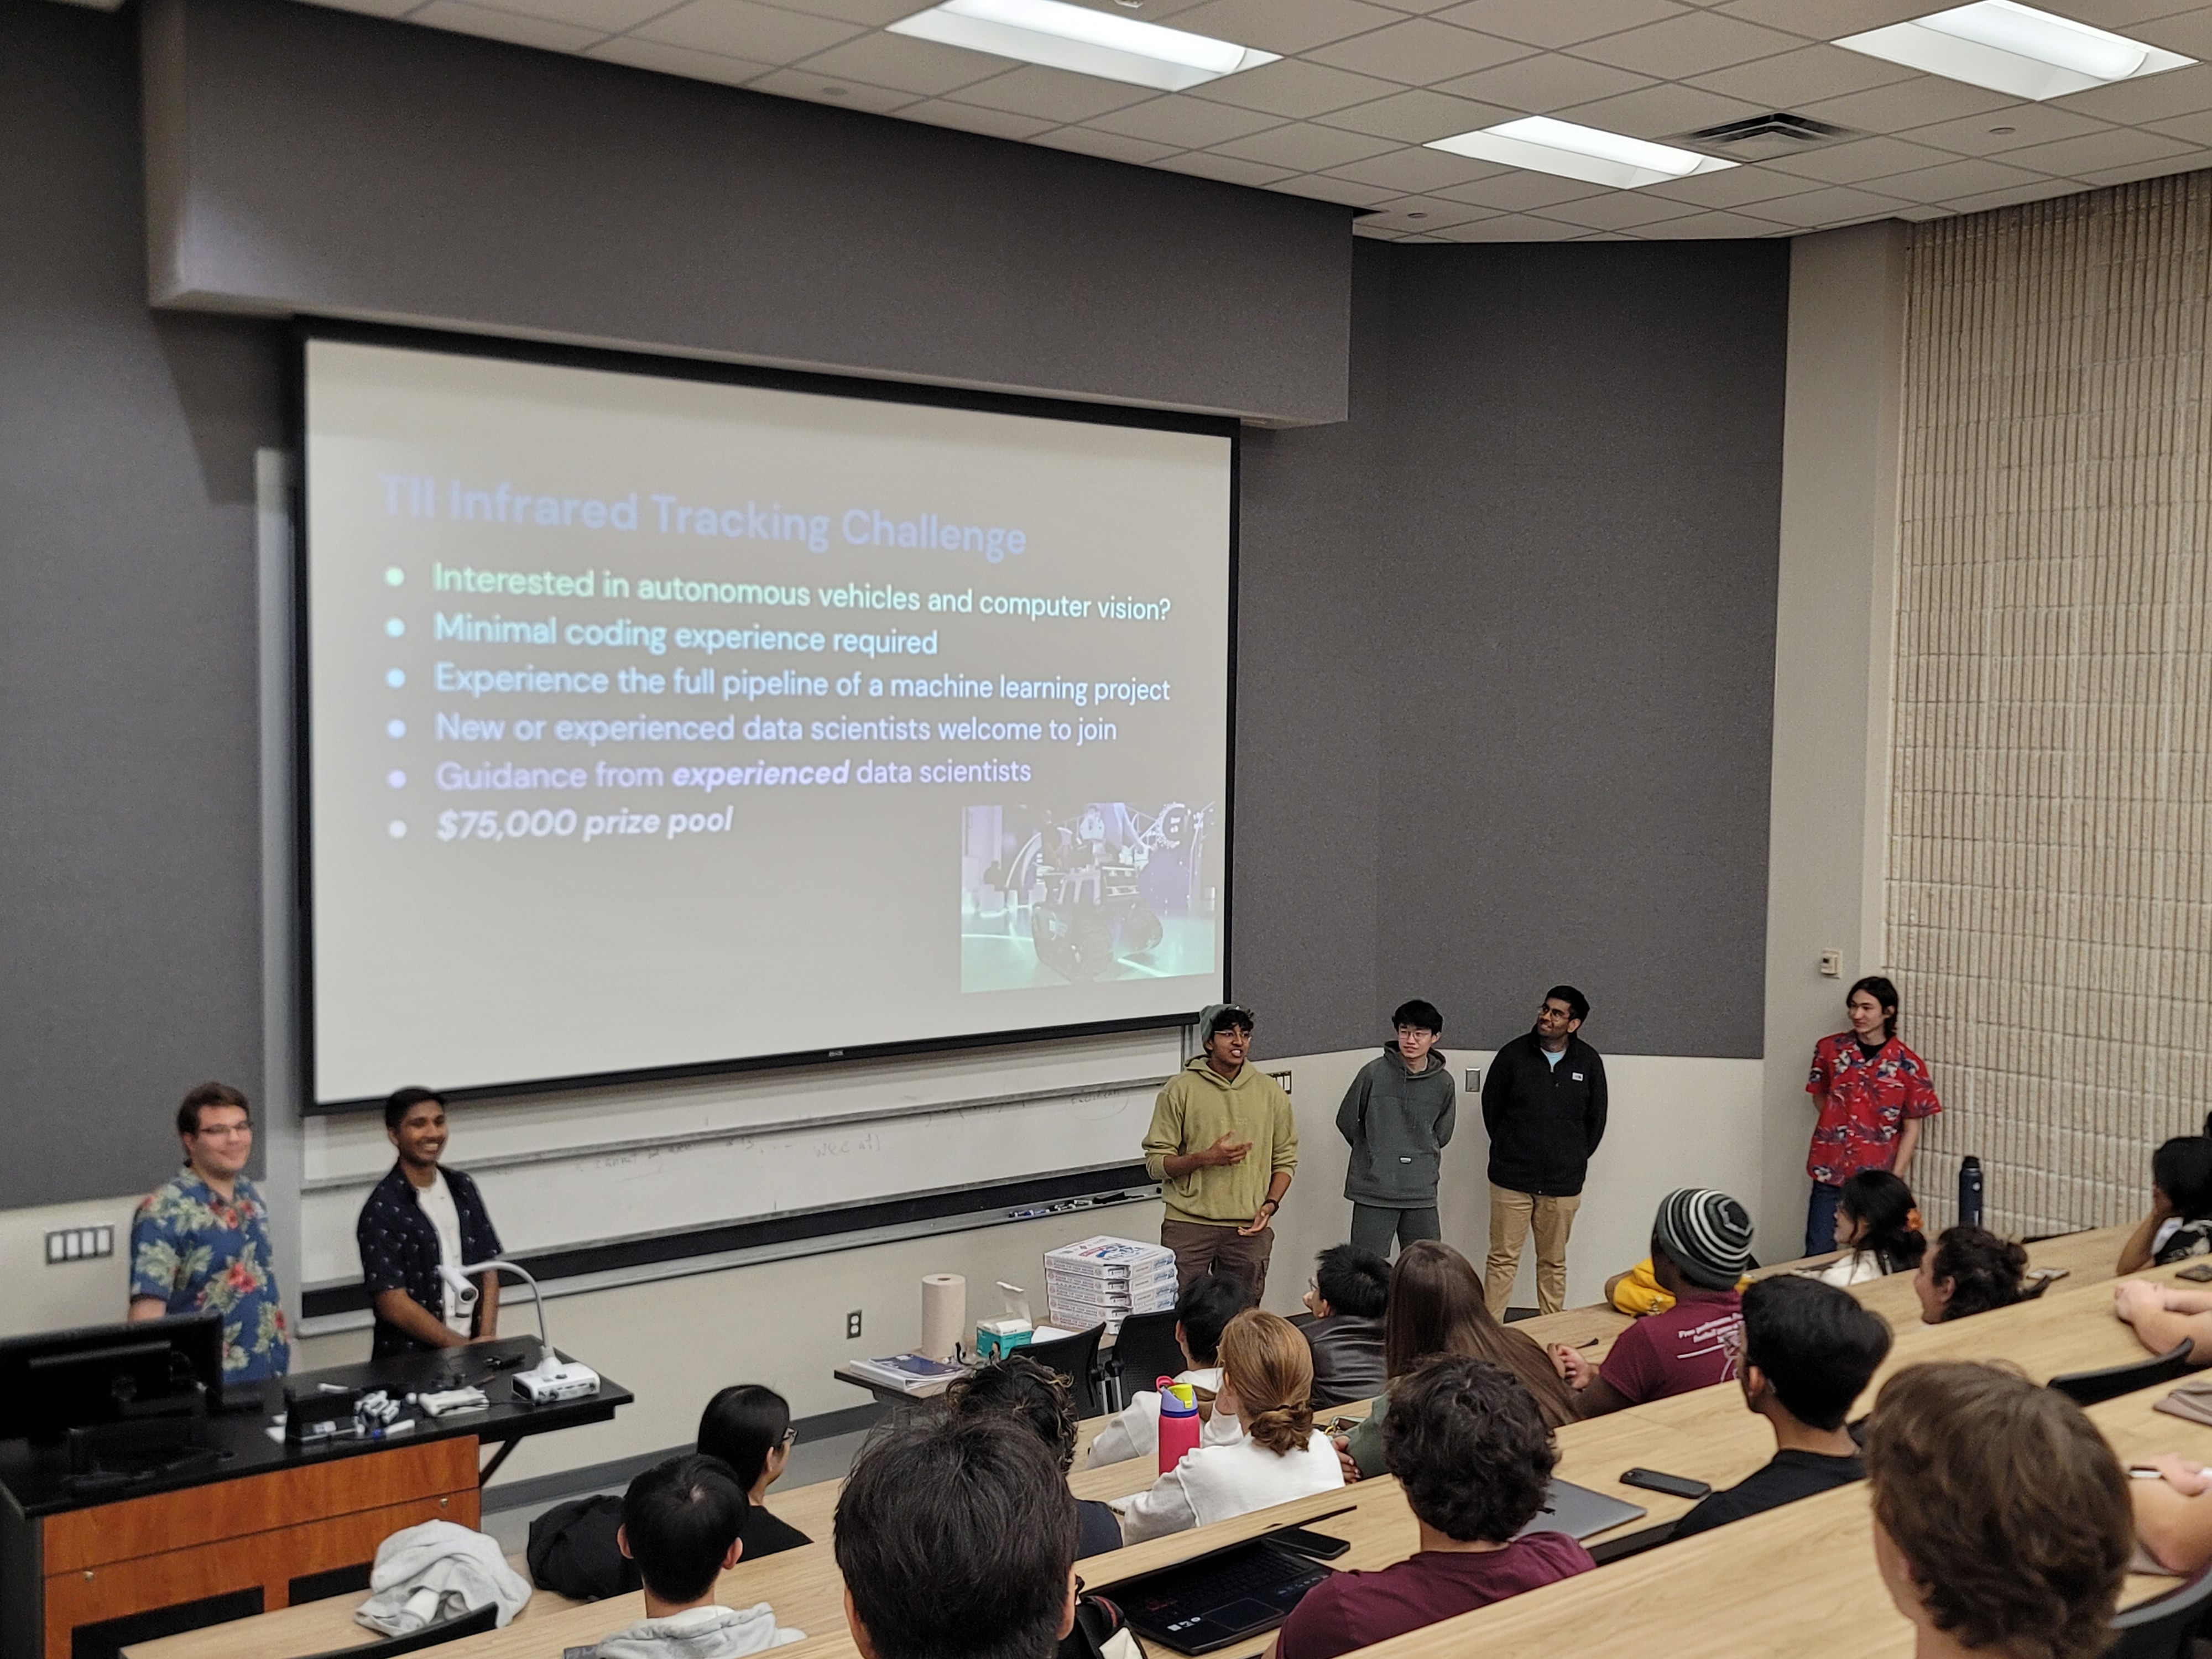 TII Infrared Tracking Challenge
Interested in autonomous vehicles and computer vision?
Minimal coding experience required
Experience the full pipeline of a machine learning project
New or experienced data scientists welcome to join
Guidance from experienced data scientists
$75,000 prize pool